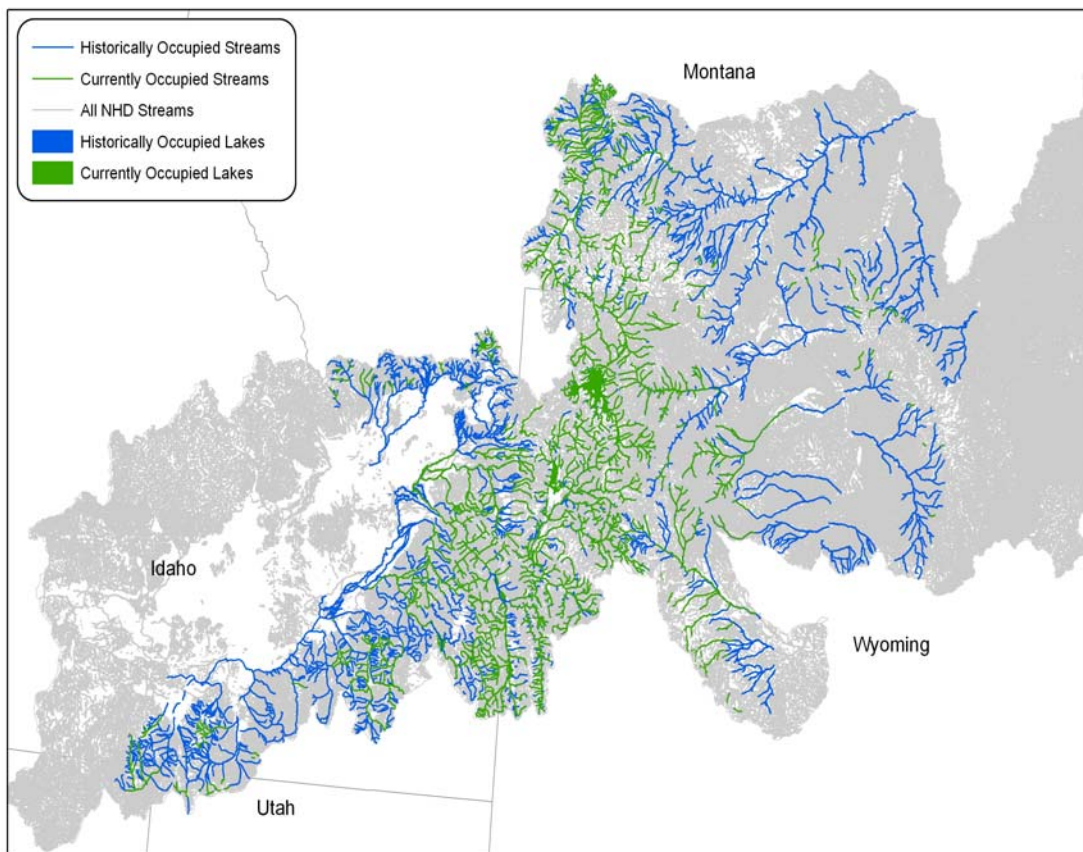 Historically Occupied Streams
Currently Occupied Streams
All NHD Streams
Historically Occupied Lakes
Currently Occupied Lakes
Montana
Idaho
Wyoming
Utah